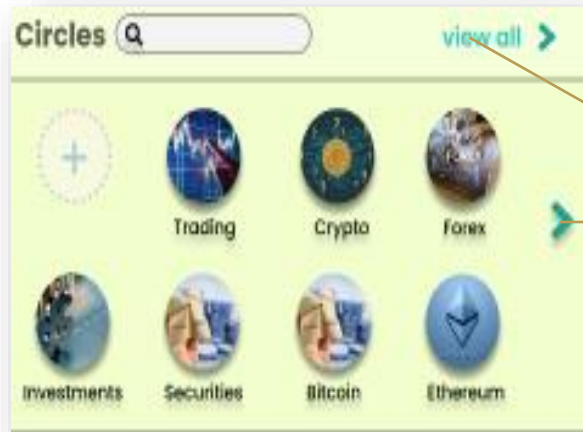 Circles
view all
Trading Crypto Forex
Investments Securities Bitcoin Ethereum